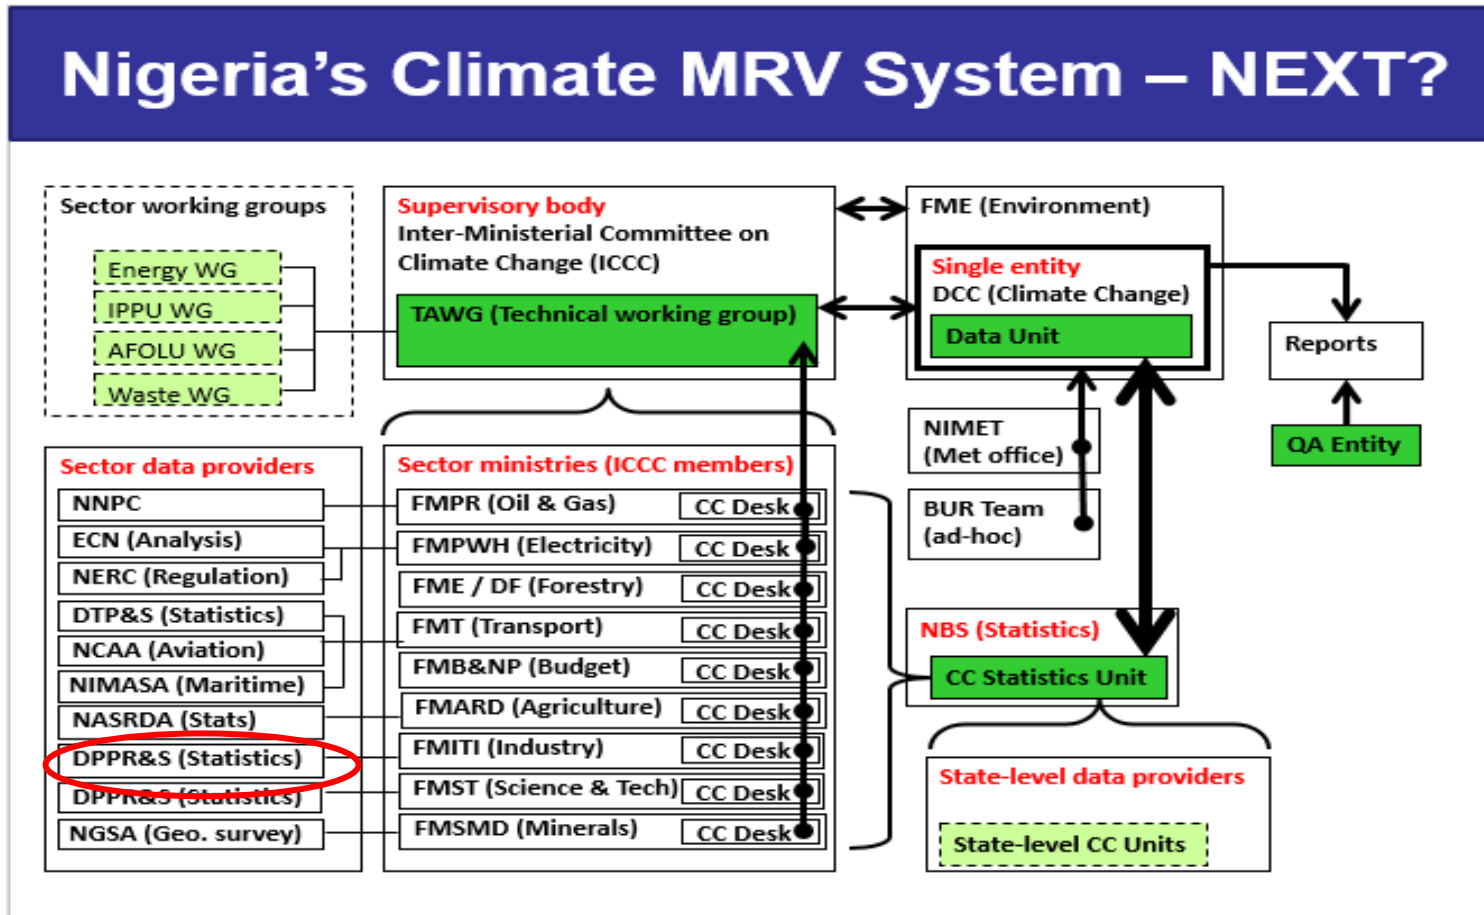 Nigeria’s Climate MRV System – NEXT?
Sector working groups
Energy WG
IPPU WG
AFOLU WG
Waste WG
Supervisory body
Inter-Ministerial Committee on
Climate Change (ICCC)
TAWG (Technical working group)
FME (Environment)
Single entity
DCC (Climate Change)
Data Unit
Reports
QA Entity
NIMET
(Met office)
BUR Team
(ad-hoc)
Sector data providers
NNPC
ECN (Analysis)
NERC (Regulation)
DTP&S (Statistics)
NCAA (Aviation)
NIMASA (Maritime)
NASRDA (Stats)
DPPR&S (Statistics)
DPPR&S (Statistics)
NGSA (Geo. survey)
Sector ministries (ICCC members)
FMPR (Oil & Gas) CC Desk
FMPWH (Electricity) CC Desk
FME / DF (Forestry) CC Desk
FMT (Transport) CC Desk
FMB&NP (Budget) CC Desk
FMARD (Agriculture) CC Desk
FMITI (Industry) CC Desk
FMST (Science & Tech) CC Desk
FMSMD (Minerals) CC Desk
NBS (Statistics)
CC Statistics Unit
State-level data providers
State-level CC Units